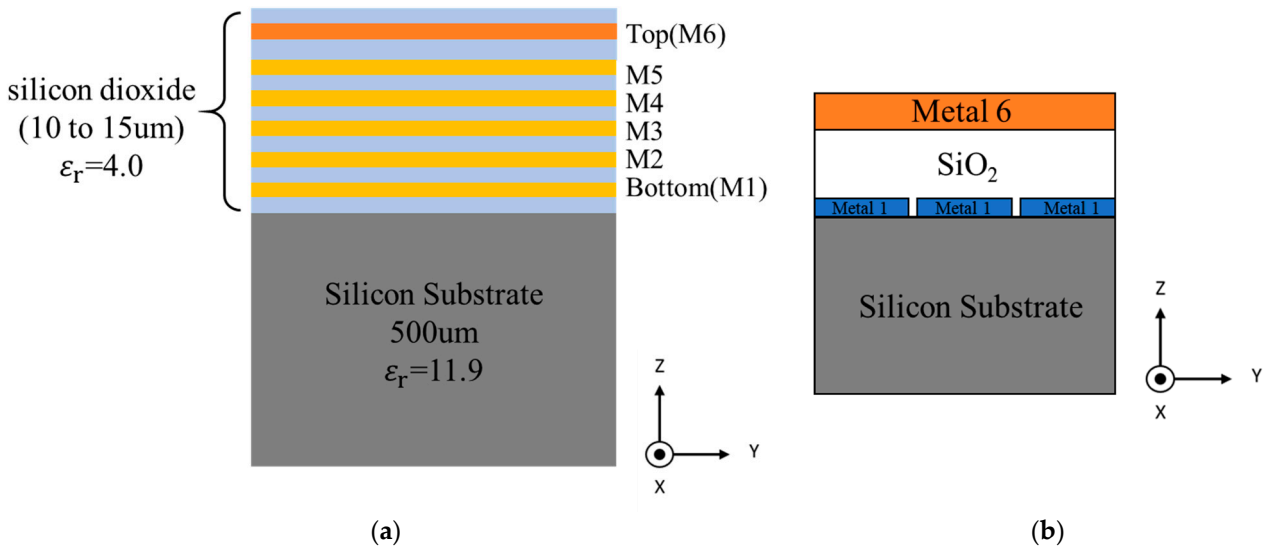 silicon dioxide
(10 to 15um)
εr=4.0
Top(M6)
M5
M4
M3
M2
Bottom(M1)
Silicon Substrate
500um
εr=11.9
Z
Y
X
(a)
Metal 6
SiO₂
Metal 1 Metal 1 Metal 1
Silicon Substrate
Z
Y
X
(b)